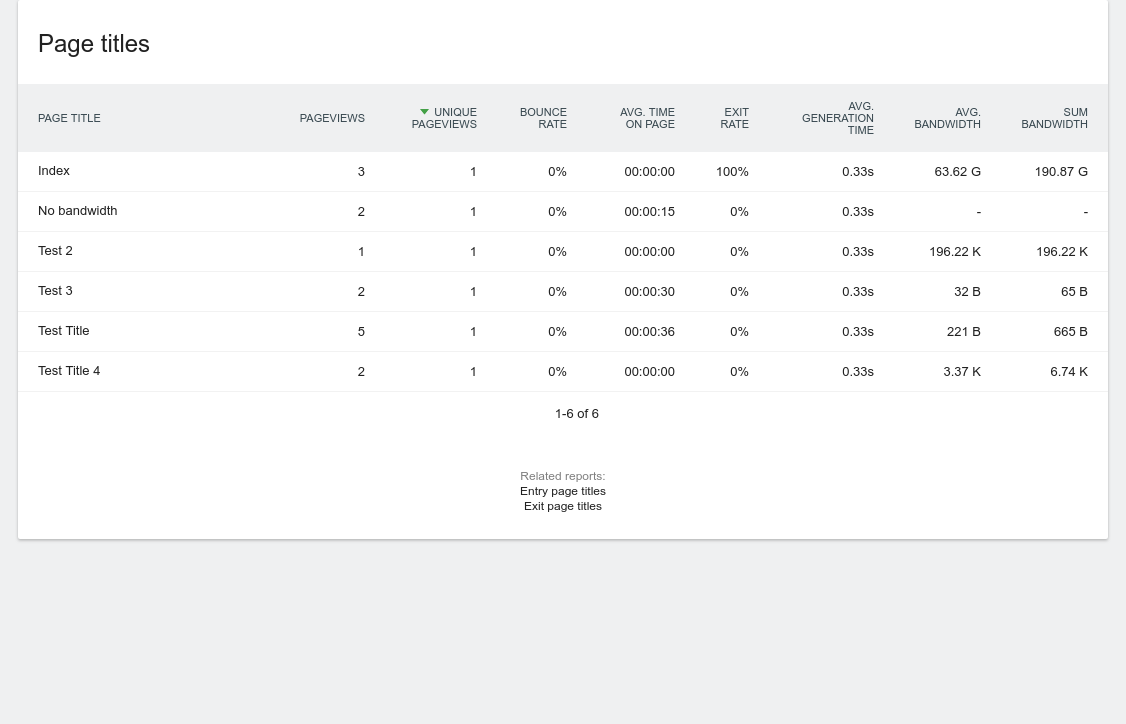 Page titles
PAGE TITLE PAGEVIEWS UNIQUE PAGEVIEWS BOUNCE RATE AVG. TIME ON PAGE EXIT RATE AVG. GENERATION TIME AVG. BANDWIDTH SUM BANDWIDTH
Index 3 1 0% 00:00:00 100% 0.33s 63.62 G 190.87 G
No bandwidth 2 1 0% 00:00:15 0% 0.33s - -
Test 2 1 1 0% 00:00:00 0% 0.33s 196.22 K 196.22 K
Test 3 2 1 0% 00:00:30 0% 0.33s 32 B 65 B
Test Title 5 1 0% 00:00:36 0% 0.33s 221 B 665 B
Test Title 4 2 1 0% 00:00:00 0% 0.33s 3.37 K 6.74 K
1-6 of 6
Related reports:
Entry page titles
Exit page titles